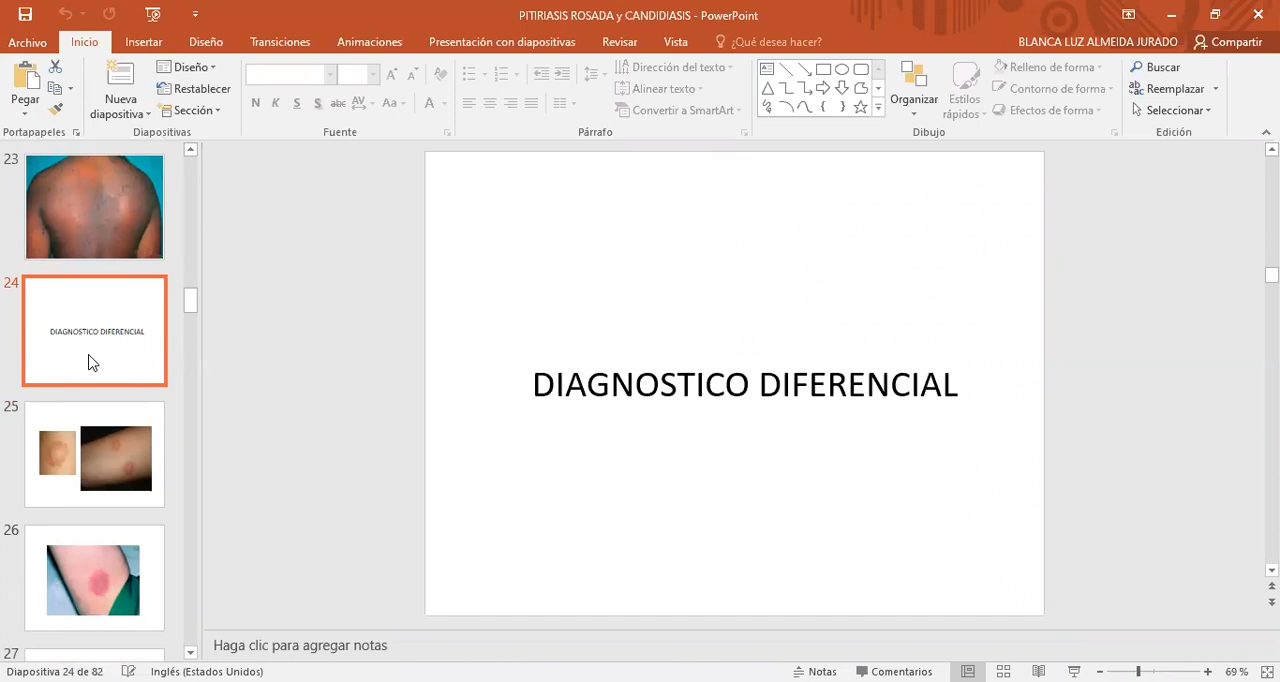 PITIRIASIS ROSADA y CANDIDIASIS - PowerPoint
Archivo Inicio Insertar Diseño Transiciones Animaciones Presentación con diapositivas Revisar Vista ¿Qué desea hacer? BLANCA LUZ ALMEIDA JURADO Compartir
Pegar
Nueva diapositiva
Diseño
Restablecer
Sección
N K S S abc AV Aa A
Dirección del texto
Alinear texto
Convertir a SmartArt
Organizar
Estilos rápidos
Relleno de forma
Contorno de forma
Efectos de forma
Buscar
Reemplazar
Seleccionar
Portapapeles Diapositivas Fuente Párrafo Dibujo Edición
23
24
DIAGNOSTICO DIFERENCIAL
25
26
27
DIAGNOSTICO DIFERENCIAL
Haga clic para agregar notas
Diapositiva 24 de 82 Inglés (Estados Unidos) Notas Comentarios 69 %